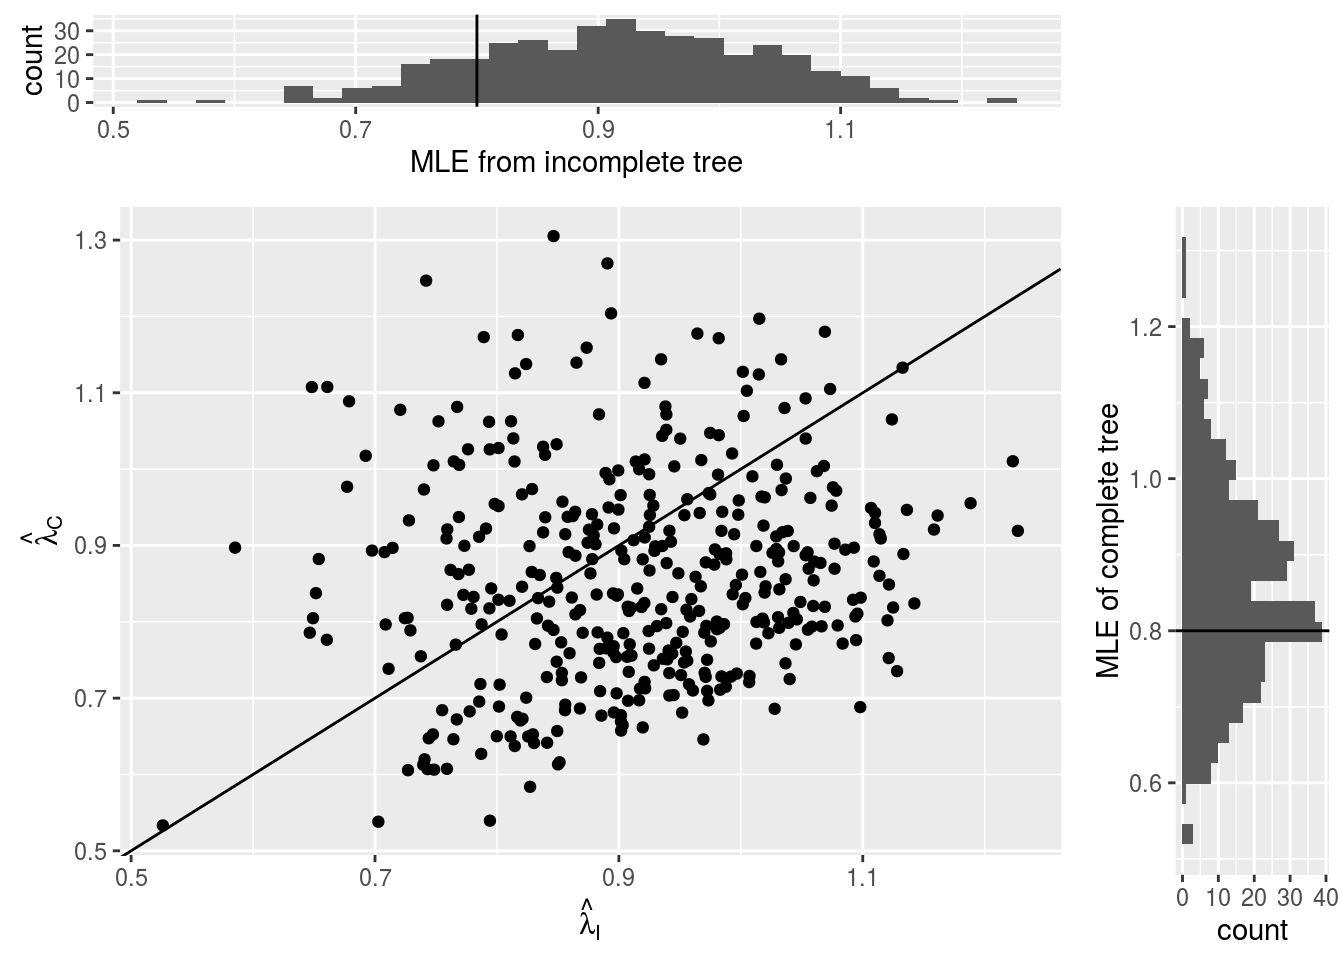 count
30
20
10
0
0.5 0.7 0.9 1.1
MLE from incomplete tree
1.3
1.1
0.9
0.7
0.5
λ̂C
0.5 0.7 0.9 1.1
λ̂I
MLE of complete tree
1.2
1.0
0.8
0.6
0 10 20 30 40
count